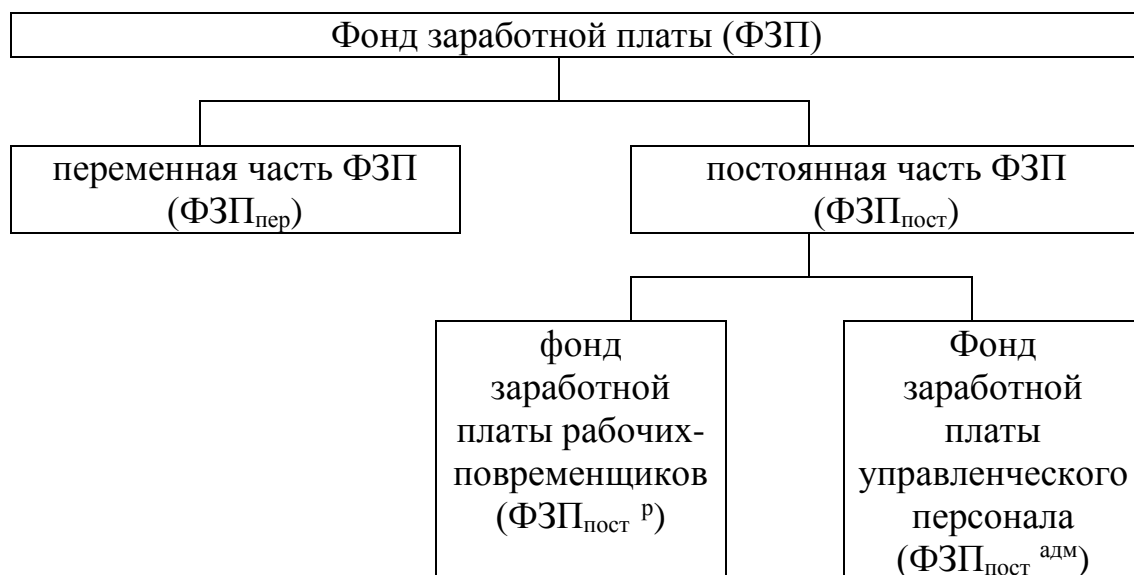 Фонд заработной платы (ФЗП)
переменная часть ФЗП
(ФЗПпер)
постоянная часть ФЗП
(ФЗПпост)
фонд
заработной
платы рабочих-
повременщиков
(ФЗПпост р)
Фонд
заработной
платы
управленческого
персонала
(ФЗПпост адм)